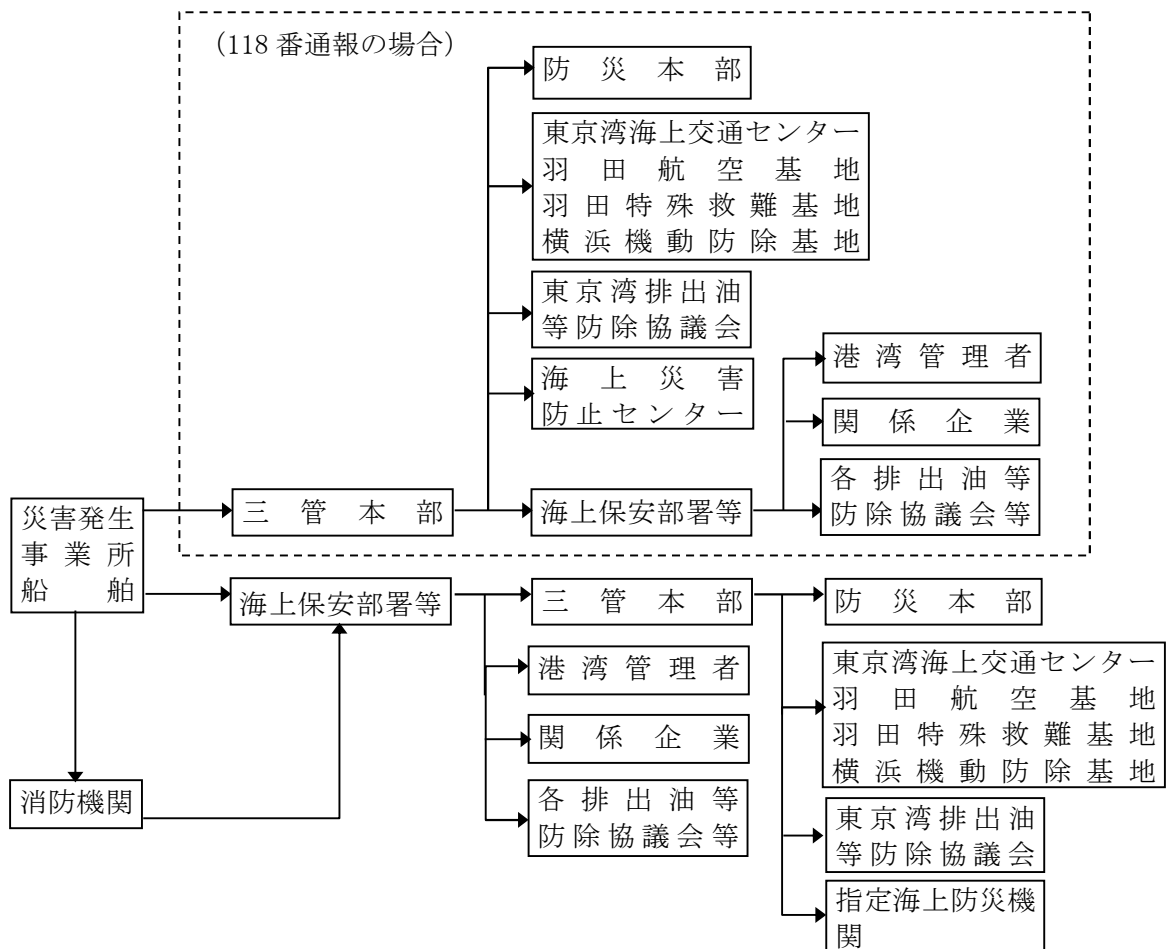 (118番通報の場合)
防災本部
東京湾海上交通センター
羽田航空基地
羽田特殊救難基地
横浜機動防除基地
東京湾排出油
等防除協議会
海上災害
防止センター
港湾管理者
関係企業
各排出油等
防除協議会等
三管本部
海上保安部署等
災害発生
事業所
船舶
海上保安部署等
三管本部
防災本部
港湾管理者
関係企業
各排出油等
防除協議会等
東京湾海上交通センター
羽田航空基地
羽田特殊救難基地
横浜機動防除基地
東京湾排出油
等防除協議会
指定海上防災機
関
消防機関